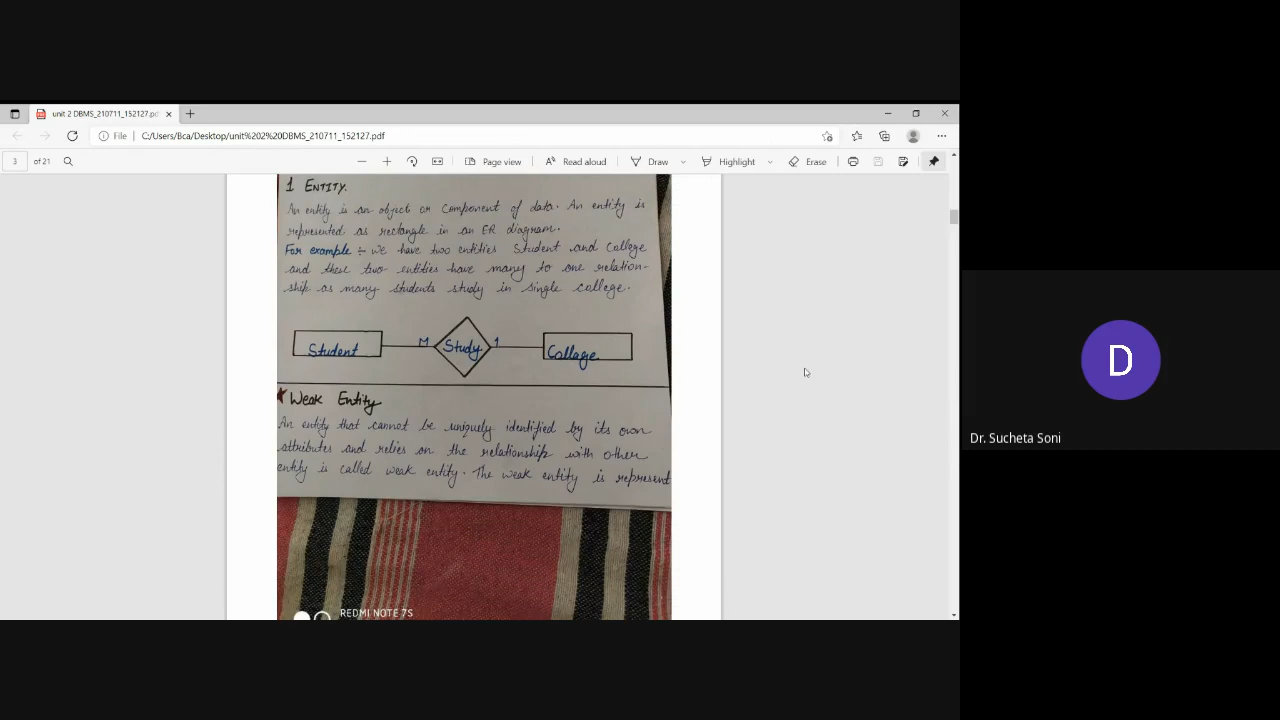 unit 2 DBMS_210711_152127.pdf
File
C:/Users/Bca/Desktop/unit%202%20DBMS_210711_152127.pdf
3 of 21
Page view
Read aloud
Draw
Highlight
Erase
1 ENTITY.
An entity is an object or component of data. An entity is
represented as rectangle in an ER diagram.
For example :- we have two entities Student and College
and these two entities have many to one relation-
ship as many students study in single college.
Student M Study 1 Collage
Weak Entity
An entity that cannot be uniquely identified by its own
attributes and relies on the relationship with other
entity is called weak entity. The weak entity is represent
REDMI NOTE 7S
D
Dr. Sucheta Soni